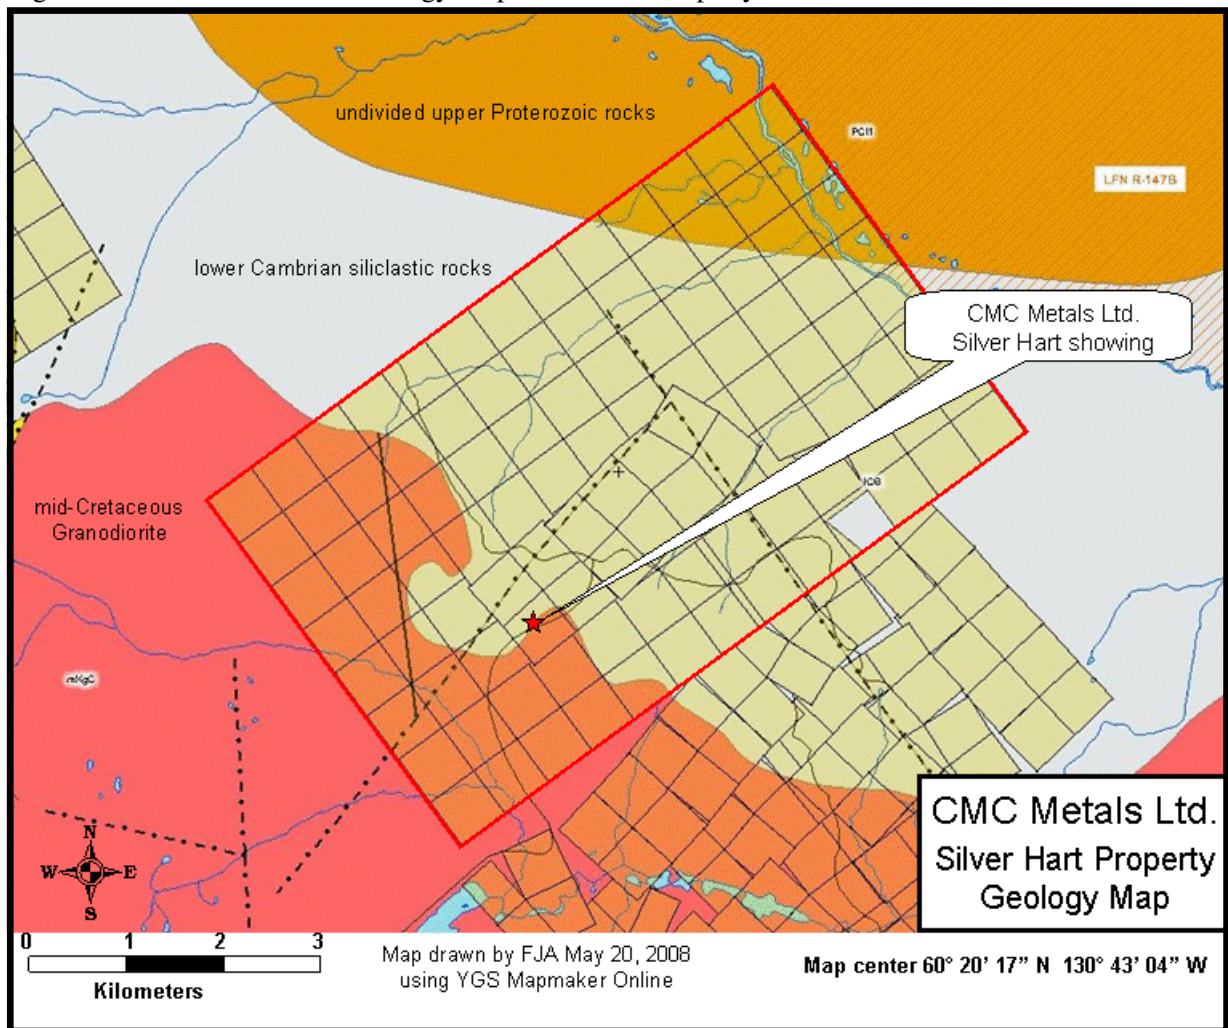 undivided upper Proterozoic rocks
PCH1
LFN R-147B
lower Cambrian siliclastic rocks
CMC Metals Ltd.
Silver Hart showing
mid-Cretaceous
Granodiorite
lCB
mKgC
N
W
E
S
CMC Metals Ltd.
Silver Hart Property
Geology Map
0 1 2 3
Kilometers
Map drawn by FJA May 20, 2008
using YGS Mapmaker Online
Map center 60° 20' 17" N 130° 43' 04" W